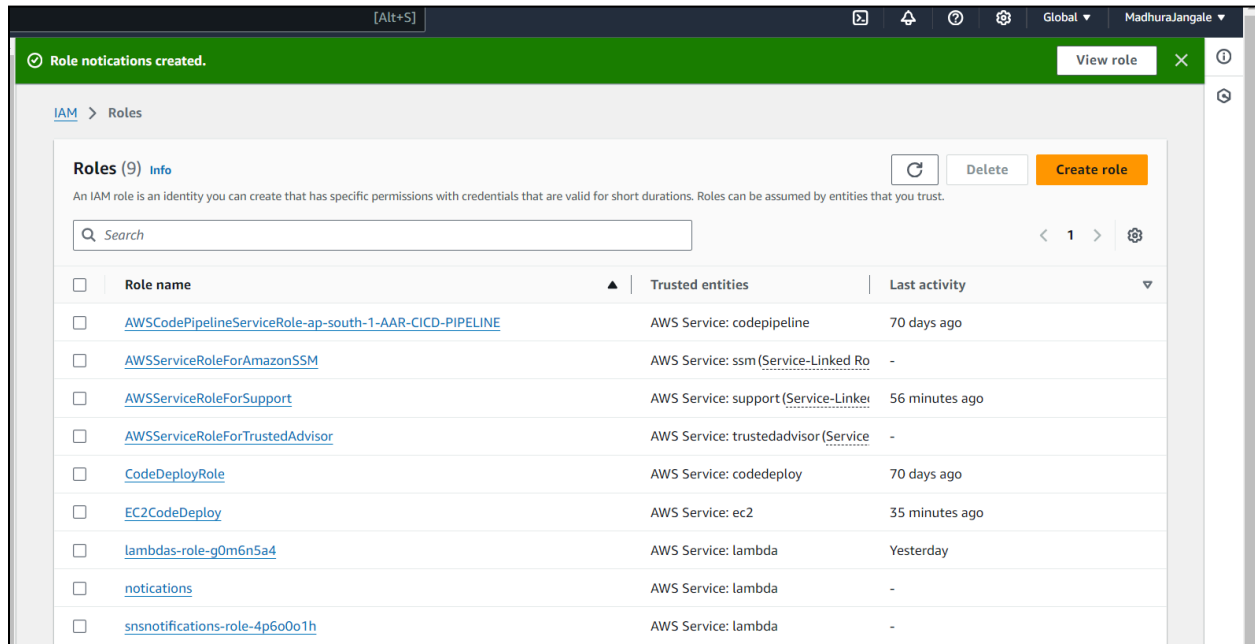 [Alt+S] Global MadhuraJangale
Role notications created. View role
IAM > Roles
Roles (9) Info Delete Create role
An IAM role is an identity you can create that has specific permissions with credentials that are valid for short durations. Roles can be assumed by entities that you trust.
Search 1
Role name Trusted entities Last activity
AWSCodePipelineServiceRole-ap-south-1-AAR-CICD-PIPELINE AWS Service: codepipeline 70 days ago
AWSServiceRoleForAmazonSSM AWS Service: ssm (Service-Linked Ro -
AWSServiceRoleForSupport AWS Service: support (Service-Linked 56 minutes ago
AWSServiceRoleForTrustedAdvisor AWS Service: trustedadvisor (Service -
CodeDeployRole AWS Service: codedeploy 70 days ago
EC2CodeDeploy AWS Service: ec2 35 minutes ago
lambdas-role-g0m6n5a4 AWS Service: lambda Yesterday
notications AWS Service: lambda -
snsnotifications-role-4p6o0o1h AWS Service: lambda -